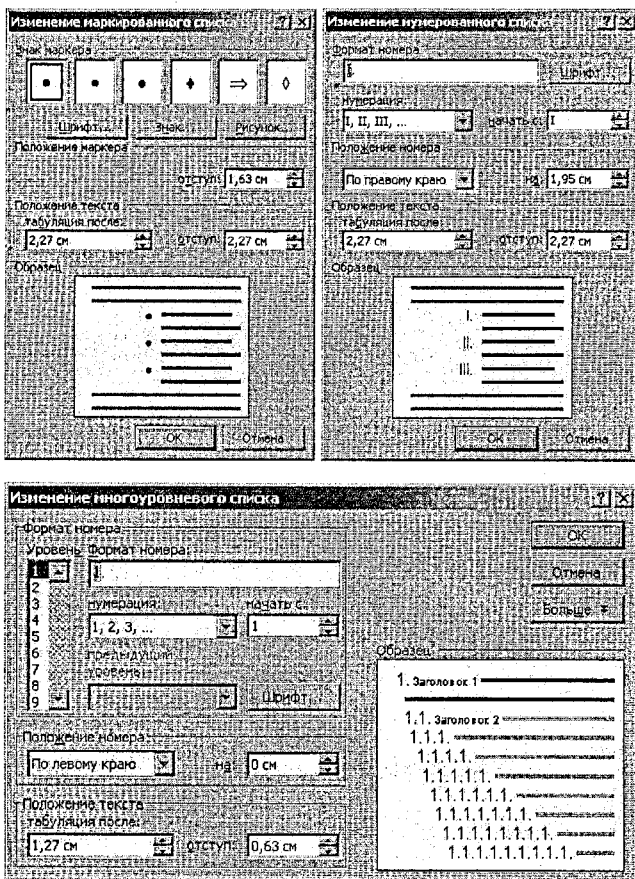 Изменение маркированного списка
Знак маркера
Шрифт... Знак... Рисунок...
Положение маркера
отступ: 1,63 см
Положение текста
табуляция после:
2,27 см отступ: 2,27 см
Образец
ОК Отмена
Изменение нумерованного списка
Формат номера
I. Шрифт...
нумерация:
I, II, III, ... начать с: I
Положение номера
По правому краю на: 1,95 см
Положение текста
табуляция после
2,27 см отступ: 2,27 см
Образец
I.
II.
III.
ОК Отмена
Изменение многоуровневого списка
Формат номера
Уровень Формат номера:
1
2
3
4
5
6
7
8
9
нумерация: начать с:
1, 2, 3, ... 1
предыдущий
уровень:
Шрифт...
Положение номера
По левому краю на: 0 см
Положение текста
табуляция после:
1,27 см отступ: 0,63 см
ОК
Отмена
Больше
Образец
1. Заголовок 1
1.1. Заголовок 2
1.1.1.
1.1.1.1.
1.1.1.1.1.
1.1.1.1.1.1.
1.1.1.1.1.1.1.
1.1.1.1.1.1.1.1.
1.1.1.1.1.1.1.1.1.